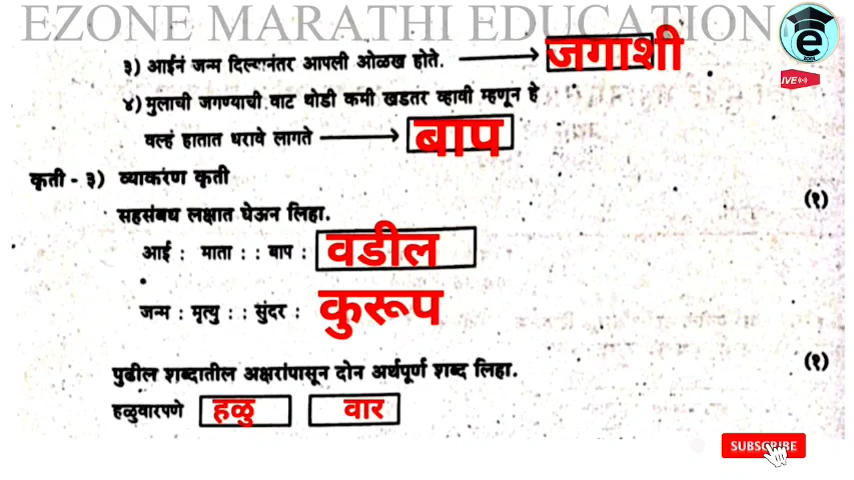 EZONE MARATHI EDUCATION
३) आईनं जन्म दिल्यानंतर आपली ओळख होते. जगाशी
४) मुलाची जगण्याची वाट थोडी कमी खडतर व्हावी म्हणून हे
वल्हं हातात धरावे लागते बाप
कृती - ३) व्याकरण कृती
(१)
सहसंबध लक्षात घेऊन लिहा.
आई : माता : : बाप : वडील
जन्म : मृत्यु : : सुंदर : कुरूप
(१)
पुढील शब्दातील अक्षरांपासून दोन अर्थपूर्ण शब्द लिहा.
हळुवारपणे हळु वार
SUBSCRIBE